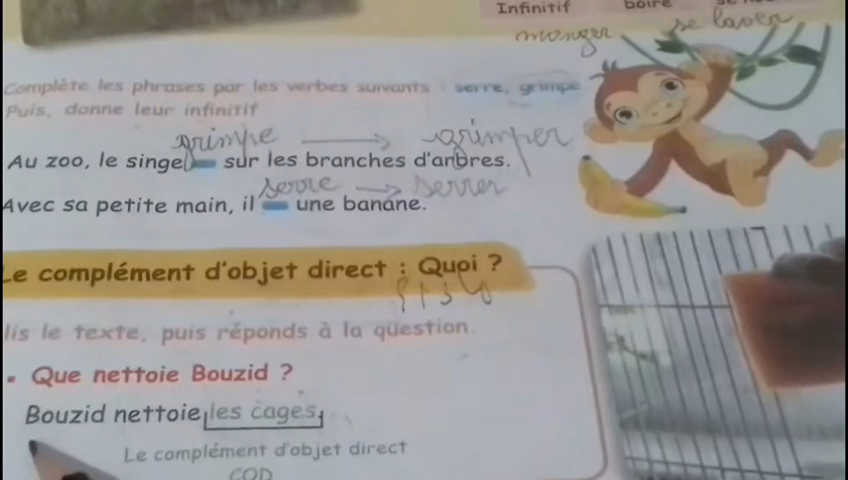 Infinitif boire
manger se laver
Complète les phrases par les verbes suivants : serre, grimpe
Puis, donne leur infinitif
grimpe → grimper
Au zoo, le singe sur les branches d'arbres.
serre → serrer
Avec sa petite main, il une banane.
Le complément d'objet direct : Quoi ?
lis le texte, puis réponds à la question.
• Que nettoie Bouzid ?
Bouzid nettoie les cages
Le complément d'objet direct
COD